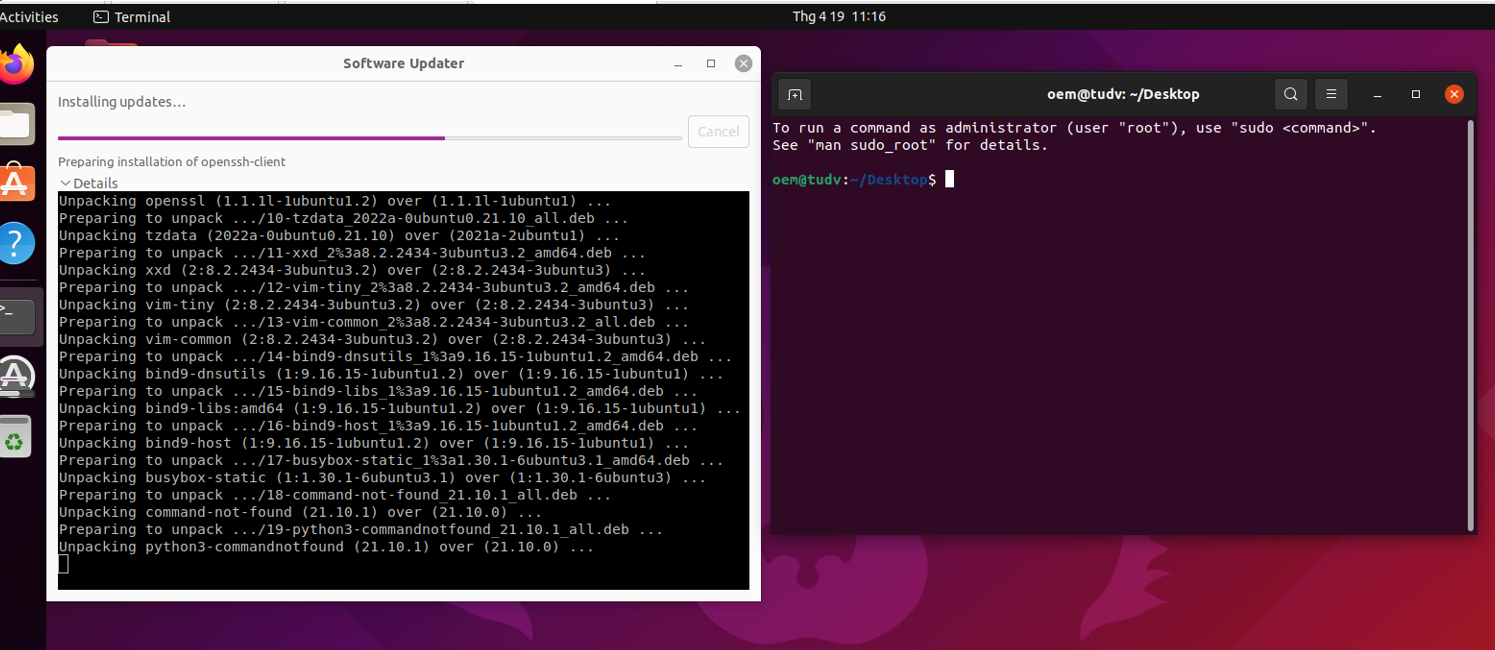 Activities
Terminal
Thg 4 19 11:16
Software Updater
Installing updates…
Cancel
Preparing installation of openssh-client
Details
Unpacking openssl (1.1.1l-1ubuntu1.2) over (1.1.1l-1ubuntu1) ...
Preparing to unpack .../10-tzdata_2022a-0ubuntu0.21.10_all.deb ...
Unpacking tzdata (2022a-0ubuntu0.21.10) over (2021a-2ubuntu1) ...
Preparing to unpack .../11-xxd_2%3a8.2.2434-3ubuntu3.2_amd64.deb ...
Unpacking xxd (2:8.2.2434-3ubuntu3.2) over (2:8.2.2434-3ubuntu3) ...
Preparing to unpack .../12-vim-tiny_2%3a8.2.2434-3ubuntu3.2_amd64.deb ...
Unpacking vim-tiny (2:8.2.2434-3ubuntu3.2) over (2:8.2.2434-3ubuntu3) ...
Preparing to unpack .../13-vim-common_2%3a8.2.2434-3ubuntu3.2_all.deb ...
Unpacking vim-common (2:8.2.2434-3ubuntu3.2) over (2:8.2.2434-3ubuntu3) ...
Preparing to unpack .../14-bind9-dnsutils_1%3a9.16.15-1ubuntu1.2_amd64.deb ...
Unpacking bind9-dnsutils (1:9.16.15-1ubuntu1.2) over (1:9.16.15-1ubuntu1) ...
Preparing to unpack .../15-bind9-libs_1%3a9.16.15-1ubuntu1.2_amd64.deb ...
Unpacking bind9-libs:amd64 (1:9.16.15-1ubuntu1.2) over (1:9.16.15-1ubuntu1) ...
Preparing to unpack .../16-bind9-host_1%3a9.16.15-1ubuntu1.2_amd64.deb ...
Unpacking bind9-host (1:9.16.15-1ubuntu1.2) over (1:9.16.15-1ubuntu1) ...
Preparing to unpack .../17-busybox-static_1%3a1.30.1-6ubuntu3.1_amd64.deb ...
Unpacking busybox-static (1:1.30.1-6ubuntu3.1) over (1:1.30.1-6ubuntu3) ...
Preparing to unpack .../18-command-not-found_21.10.1_all.deb ...
Unpacking command-not-found (21.10.1) over (21.10.0) ...
Preparing to unpack .../19-python3-commandnotfound_21.10.1_all.deb ...
Unpacking python3-commandnotfound (21.10.1) over (21.10.0) ...
oem@tudv: ~/Desktop
To run a command as administrator (user "root"), use "sudo <command>".
See "man sudo_root" for details.
oem@tudv:~/Desktop$